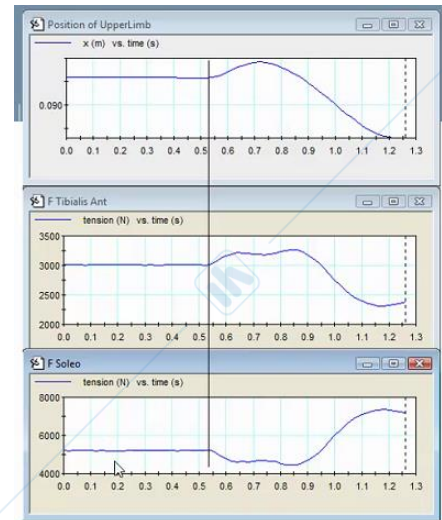 Position of UpperLimb
x (m) vs. time (s)
0.090
0.0 0.1 0.2 0.3 0.4 0.5 0.6 0.7 0.8 0.9 1.0 1.1 1.2 1.3
F Tibialis Ant
tension (N) vs. time (s)
3500
3000
2500
2000
0.0 0.1 0.2 0.3 0.4 0.5 0.6 0.7 0.8 0.9 1.0 1.1 1.2 1.3
F Soleo
tension (N) vs. time (s)
8000
6000
4000
0.0 0.1 0.2 0.3 0.4 0.5 0.6 0.7 0.8 0.9 1.0 1.1 1.2 1.3